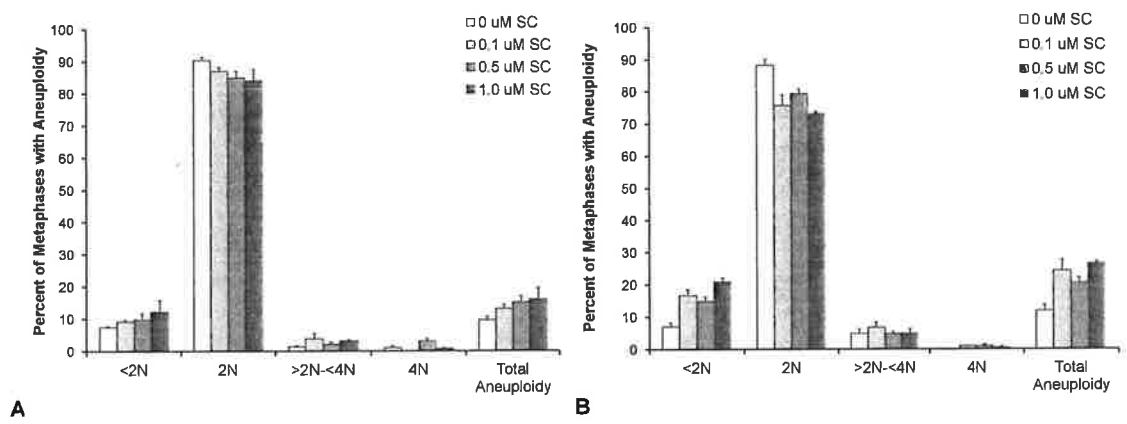 0 uM SC
0.1 uM SC
0.5 uM SC
1.0 uM SC
Percent of Metaphases with Aneuploidy
100
90
80
70
60
50
40
30
20
10
0
<2N
2N
>2N-<4N
4N
Total
Aneuploidy
A
0 uM SC
0.1 uM SC
0.5 uM SC
1.0 uM SC
Percent of Metaphases with Aneuploidy
100
90
80
70
60
50
40
30
20
10
0
<2N
2N
>2N-<4N
4N
Total
Aneuploidy
B